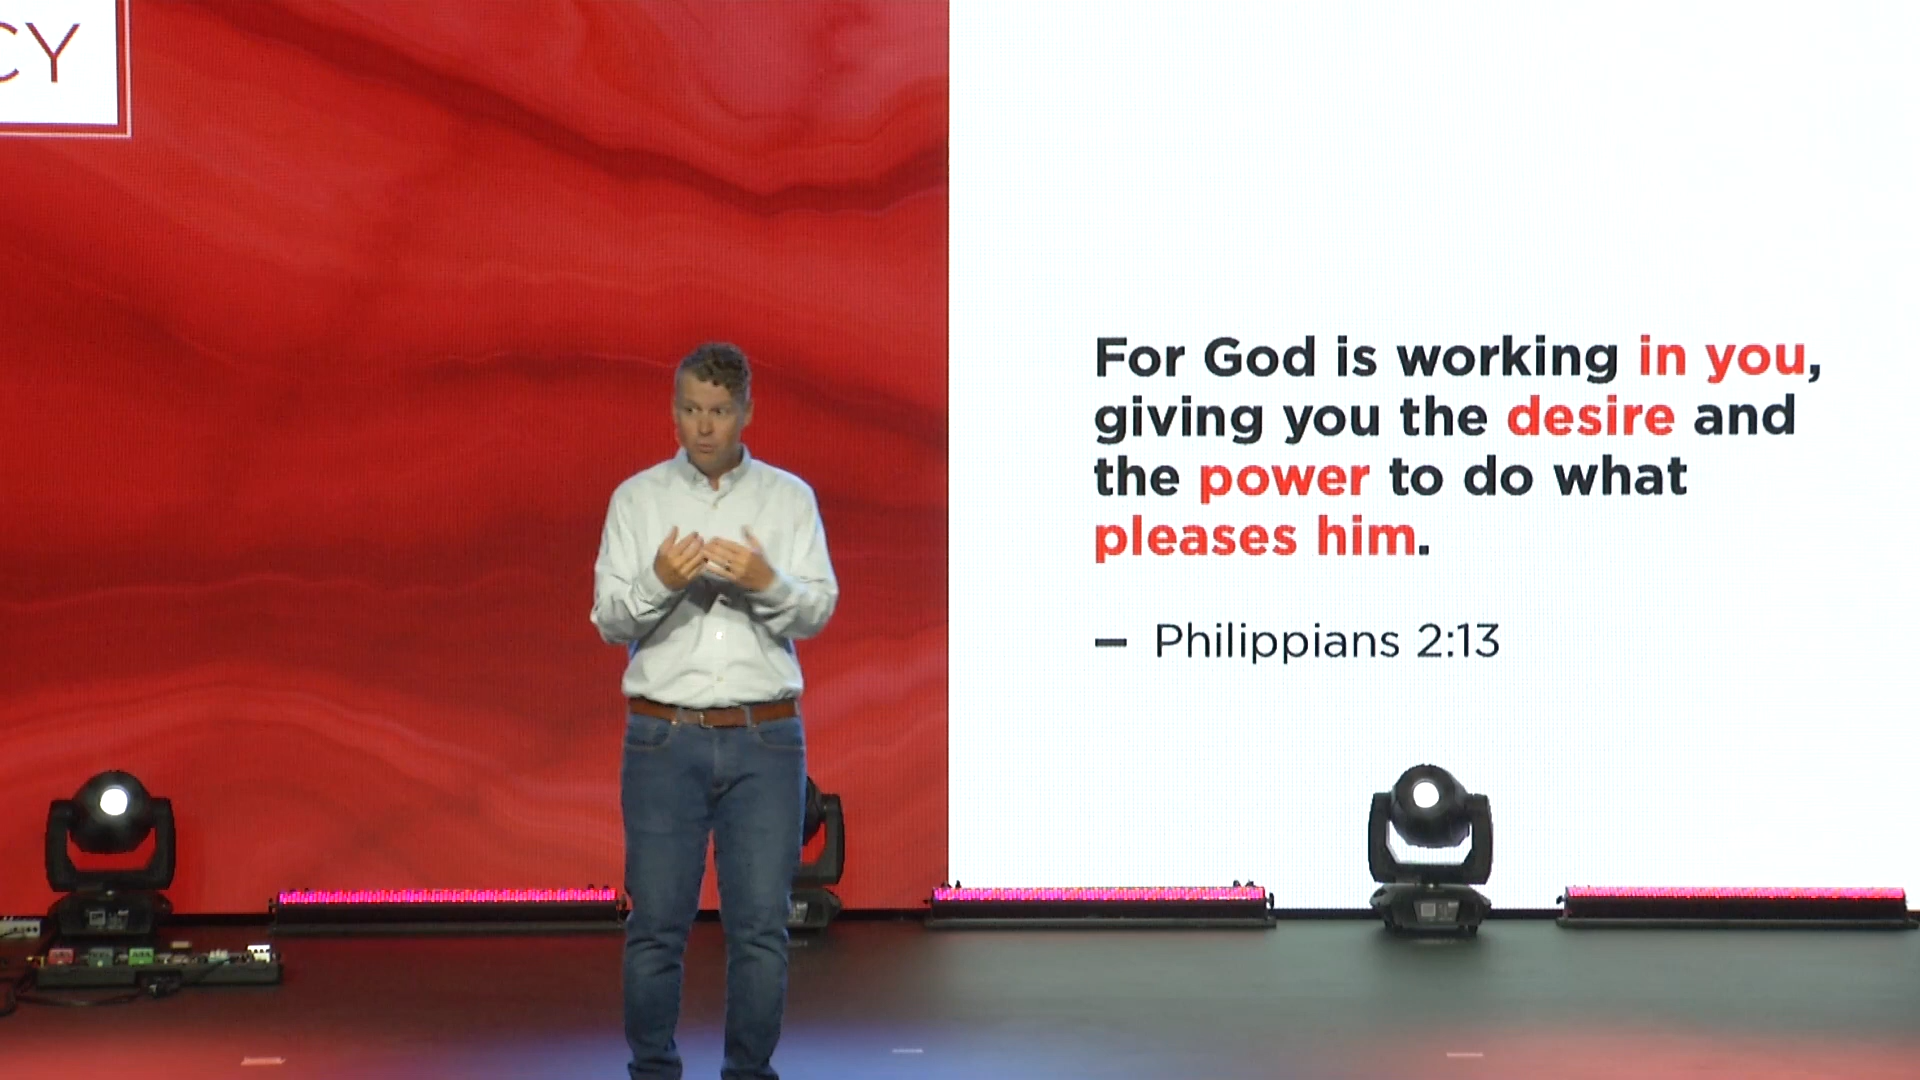 CY
For God is working in you,
giving you the desire and
the power to do what
pleases him.
— Philippians 2:13